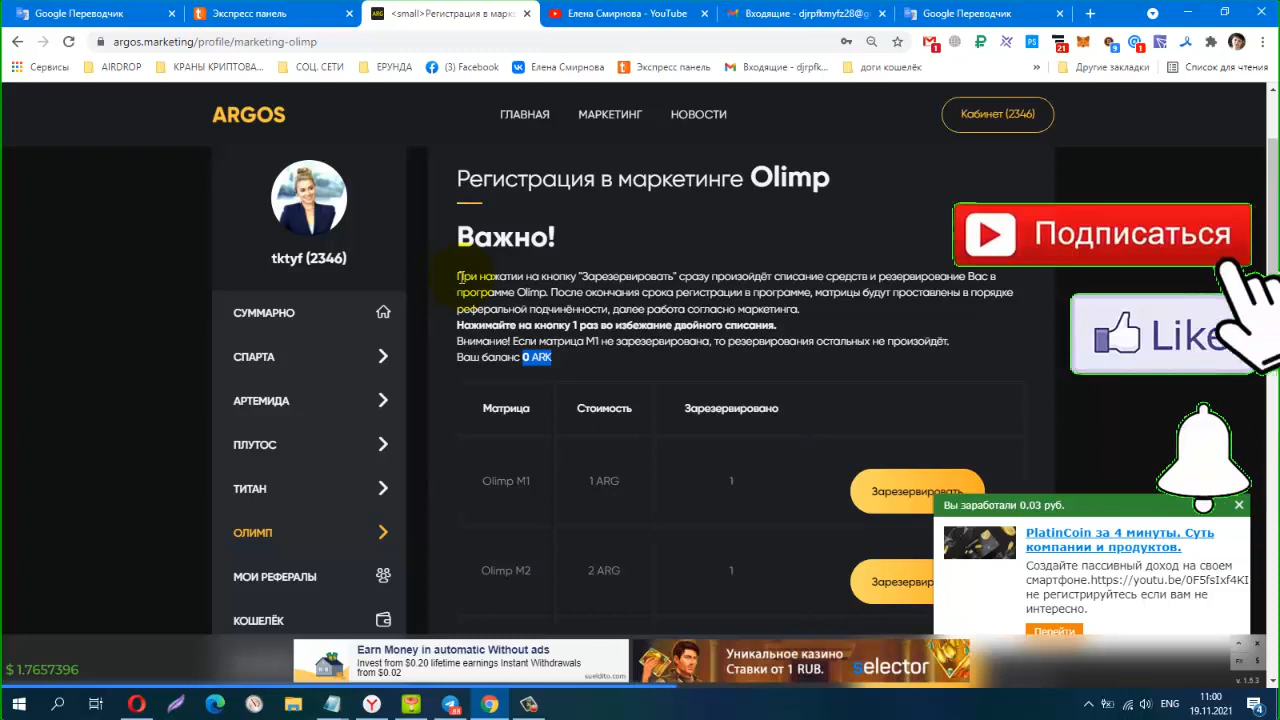 Google Переводчик
Экспресс панель
<small>Регистрация в марк
Елена Смирнова - YouTube
Входящие - djrpfkmyfz28@g
Google Переводчик
argos.marketing/profile/marketing-olimp
Сервисы
AIRDROP
КРАНЫ КРИПТОВА...
СОЦ. СЕТИ
ЕРУНДА
(3) Facebook
Елена Смирнова
Экспресс панель
Входящие - djrpfk...
доги кошелёк
»
Другие закладки
Список для чтения
ARGOS
ГЛАВНАЯ
МАРКЕТИНГ
НОВОСТИ
Кабинет (2346)
tktyf (2346)
СУММАРНО
СПАРТА
АРТЕМИДА
ПЛУТОС
ТИТАН
ОЛИМП
МОИ РЕФЕРАЛЫ
КОШЕЛЁК
Регистрация в маркетинге Olimp
Важно!
При нажатии на кнопку "Зарезервировать" сразу произойдёт списание средств и резервирование Вас в
программе Olimp. После окончания срока регистрации в программе, матрицы будут проставлены в порядке
реферальной подчинённости, далее работа согласно маркетинга.
Нажимайте на кнопку 1 раз во избежание двойного списания.
Внимание! Если матрица М1 не зарезервирована, то резервирования остальных не произойдёт.
Ваш баланс 0 ARK
Матрица Стоимость Зарезервировано
Olimp M1 1 ARG 1 Зарезервировать
Olimp M2 2 ARG 1 Зарезервир
Подписаться
Like
Вы заработали 0.03 руб.
PlatinCoin за 4 минуты. Суть
компании и продуктов.
Создайте пассивный доход на своем
смартфоне.https://youtu.be/0F5fsIxf4KI
не регистрируйтесь если вам не
интересно.
Перейти
$ 1.7657396
Earn Money in automatic Without ads
Invest from $0.20 lifetime earnings Instant Withdrawals
from $0.02
sueldito.com
Уникальное казино
Ставки от 1 RUB.
selector
v. 1.5.3
ENG
11:00
19.11.2021